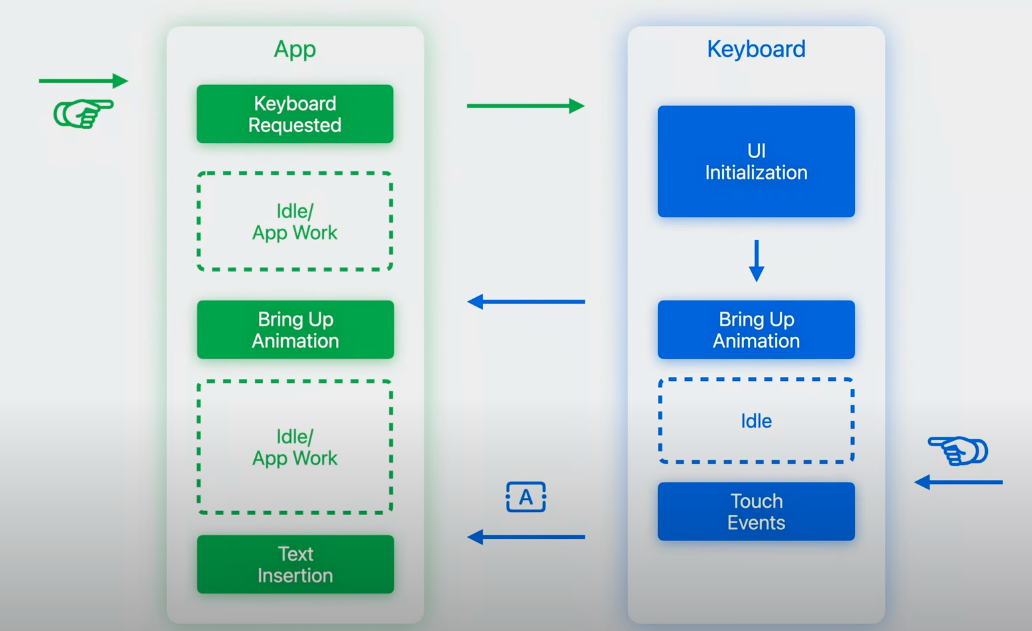 App
Keyboard
Requested
Idle/
App Work
Bring Up
Animation
Idle/
App Work
Text
Insertion
A
Keyboard
UI
Initialization
Bring Up
Animation
Idle
Touch
Events